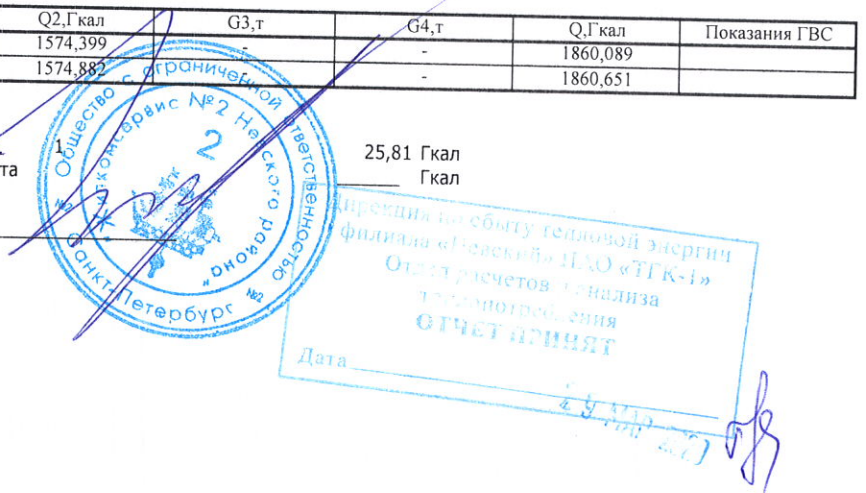 Q2,Гкал G3,т G4,т Q,Гкал Показания ГВС
1574,399 - - 1860,089
1574,882 - - 1860,651
1 25,81 Гкал
та Гкал
Общество с ограниченной ответственностью
"Жилкомсервис №2 Невского района"
2
№2 Санкт-Петербург №2
Дирекция по сбыту тепловой энергии
филиала «Невский» ПАО «ТГК-1»
Отдел расчетов и анализа
теплопотребления
ОТЧЕТ ПРИНЯТ
Дата